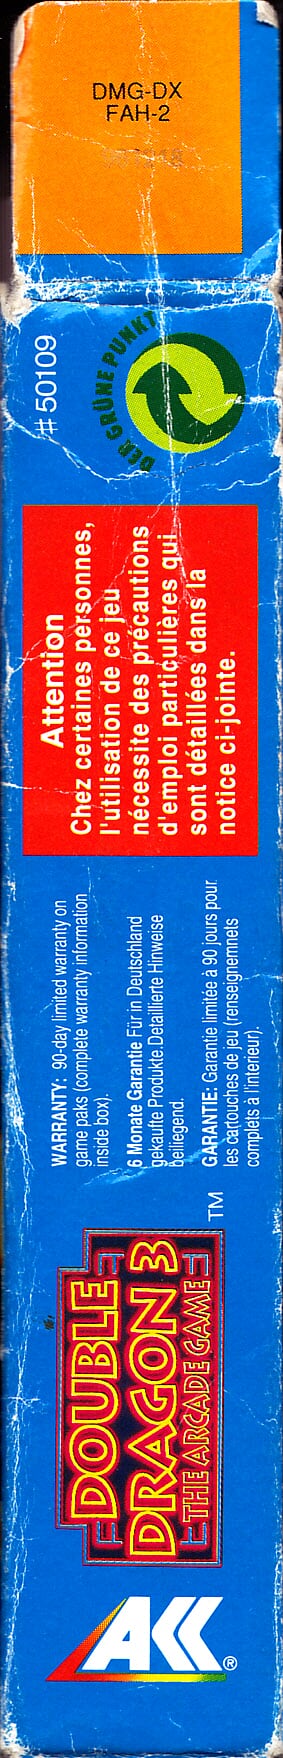 DMG-DX
FAH-2
# 50109
DER GRÜNE PUNKT
Attention
Chez certaines personnes,
l'utilisation de ce jeu
nécessite des précautions
d'emploi particulières qui
sont détaillées dans la
notice ci-jointe.
WARRANTY: 90-day limited warranty on
game paks (complete warranty information
inside box).
6 Monate Garantie Für in Deutschland
gekaufte Produkte.Detaillierte Hinweise
beiliegend.
GARANTIE: Garantie limitée à 90 jours pour
les cartouches de jeu (renseignemnets
complets à l'interieur).
DOUBLE
DRAGON 3
THE ARCADE GAME
TM
AKK®